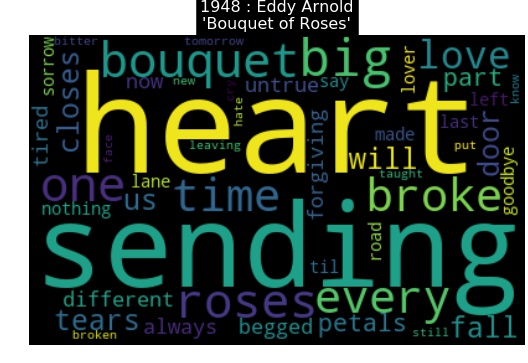 1948 : Eddy Arnold
'Bouquet of Roses'
bitter tomorrow
sorrow closes bouquet big love lover part
now new untrue say know
cry hate left
tired heart made last door
leaving will put
face forgiving taught goodbye
one lane time broke
nothing us
sending road
til
different roses every
tears always begged petals still fall
broken